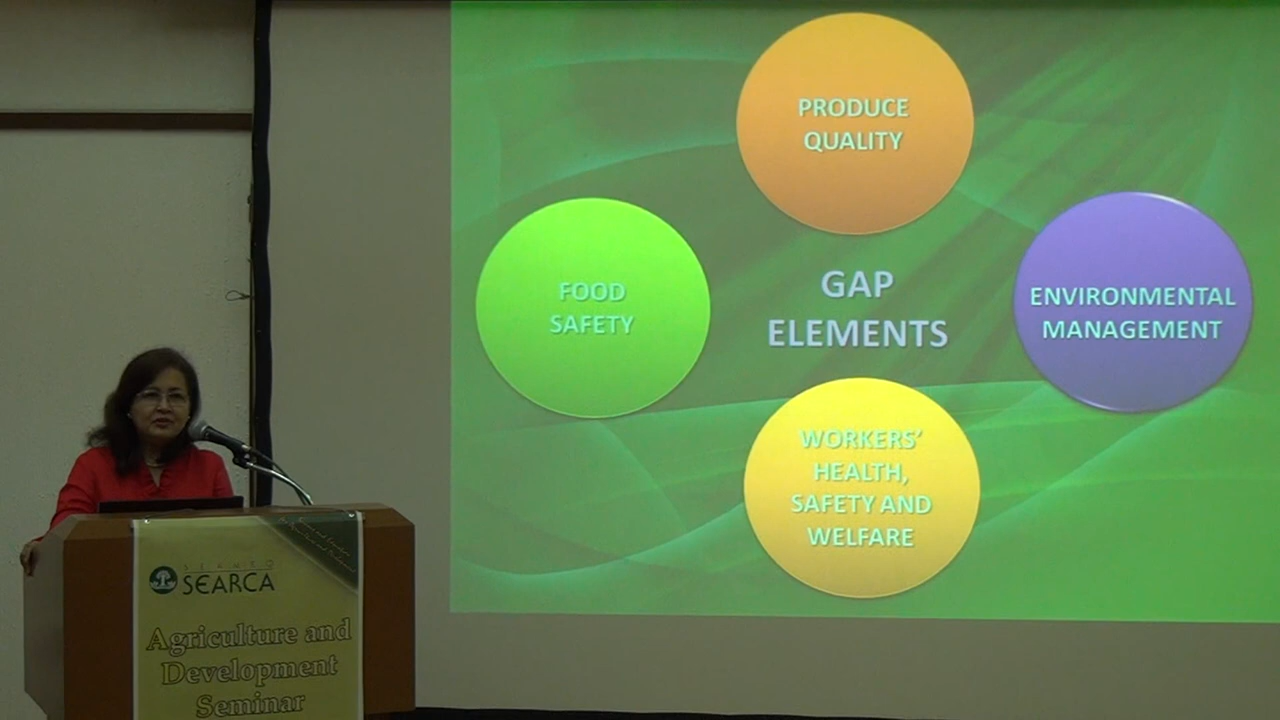 PRODUCE
QUALITY
FOOD
SAFETY
GAP
ELEMENTS
ENVIRONMENTAL
MANAGEMENT
WORKERS’
HEALTH,
SAFETY AND
WELFARE
SEARCA
Agriculture and
Development
Seminar